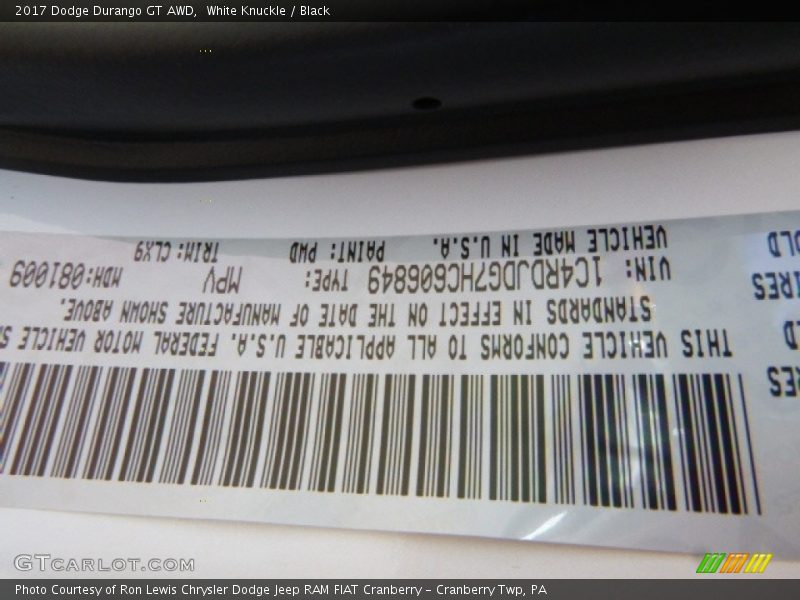 2017 Dodge Durango GT AWD,  White Knuckle / Black
THIS VEHICLE CONFORMS TO ALL APPLICABLE U.S.A. FEDERAL MOTOR VEHICLE
STANDARDS IN EFFECT ON THE DATE OF MANUFACTURE SHOWN ABOVE.
VIN: 1C4RDJDG7HC606849 TYPE: MPV MDH:081009
VEHICLE MADE IN U.S.A. PAINT: PWD TRIM: CLX9
GTCARLOT.COM
Photo Courtesy of Ron Lewis Chrysler Dodge Jeep RAM FIAT Cranberry – Cranberry Twp, PA